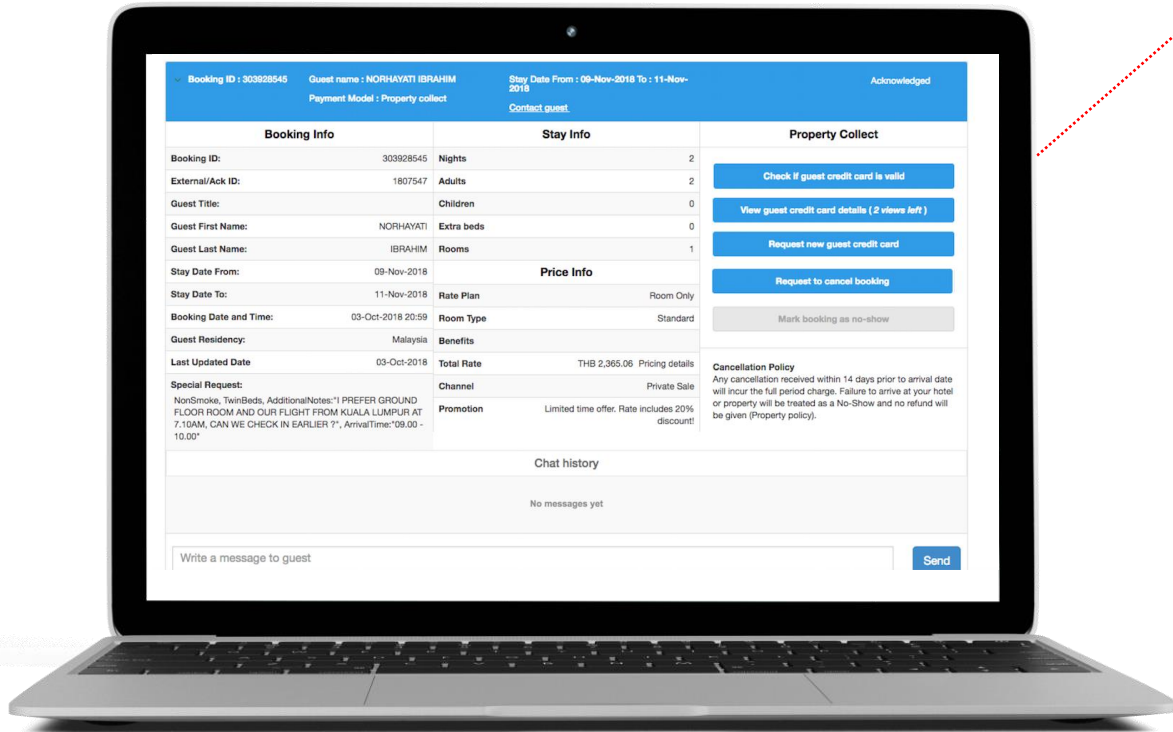 Booking ID : 303928545
Guest name : NORHAYATI IBRAHIM
Payment Model : Property collect
Stay Date From : 09-Nov-2018 To : 11-Nov-
2018
Contact guest
Acknowledged
Booking Info
Booking ID: 303928545
External/Ack ID: 1807547
Guest Title:
Guest First Name: NORHAYATI
Guest Last Name: IBRAHIM
Stay Date From: 09-Nov-2018
Stay Date To: 11-Nov-2018
Booking Date and Time: 03-Oct-2018 20:59
Guest Residency: Malaysia
Last Updated Date 03-Oct-2018
Special Request:
NonSmoke, TwinBeds, AdditionalNotes:"I PREFER GROUND
FLOOR ROOM AND OUR FLIGHT FROM KUALA LUMPUR AT
7.10AM, CAN WE CHECK IN EARLIER ?", ArrivalTime:"09.00 -
10.00"
Stay Info
Nights 2
Adults 2
Children 0
Extra beds 0
Rooms 1
Price Info
Rate Plan Room Only
Room Type Standard
Benefits
Total Rate THB 2,365.06 Pricing details
Channel Private Sale
Promotion Limited time offer. Rate includes 20%
discount!
Property Collect
Check if guest credit card is valid
View guest credit card details ( 2 views left )
Request new guest credit card
Request to cancel booking
Mark booking as no-show
Cancellation Policy
Any cancellation received within 14 days prior to arrival date
will incur the full period charge. Failure to arrive at your hotel
or property will be treated as a No-Show and no refund will
be given (Property policy).
Chat history
No messages yet
Write a message to guest
Send